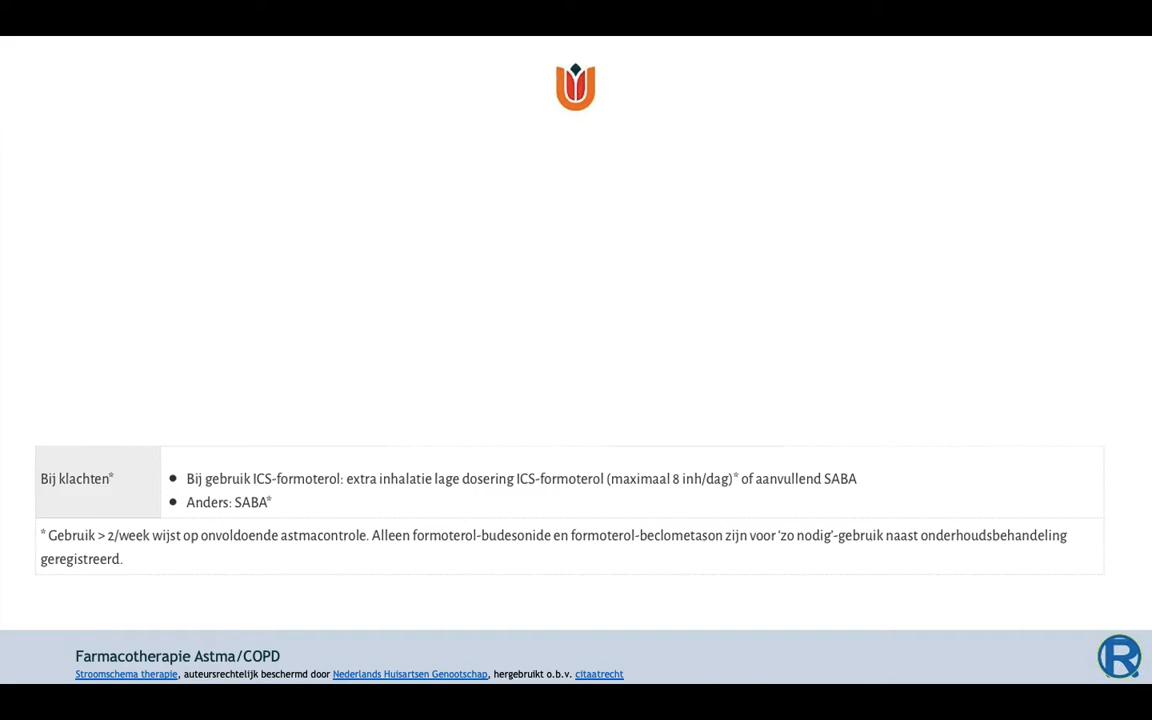 Bij klachten*
• Bij gebruik ICS-formoterol: extra inhalatie lage dosering ICS-formoterol (maximaal 8 inh/dag)* of aanvullend SABA
• Anders: SABA*
* Gebruik > 2/week wijst op onvoldoende astmacontrole. Alleen formoterol-budesonide en formoterol-beclometason zijn voor ‘zo nodig’-gebruik naast onderhoudsbehandeling
geregistreerd.
Farmacotherapie Astma/COPD
Stroomschema therapie, auteursrechtelijk beschermd door Nederlands Huisartsen Genootschap, hergebruikt o.b.v. citaatrecht
R